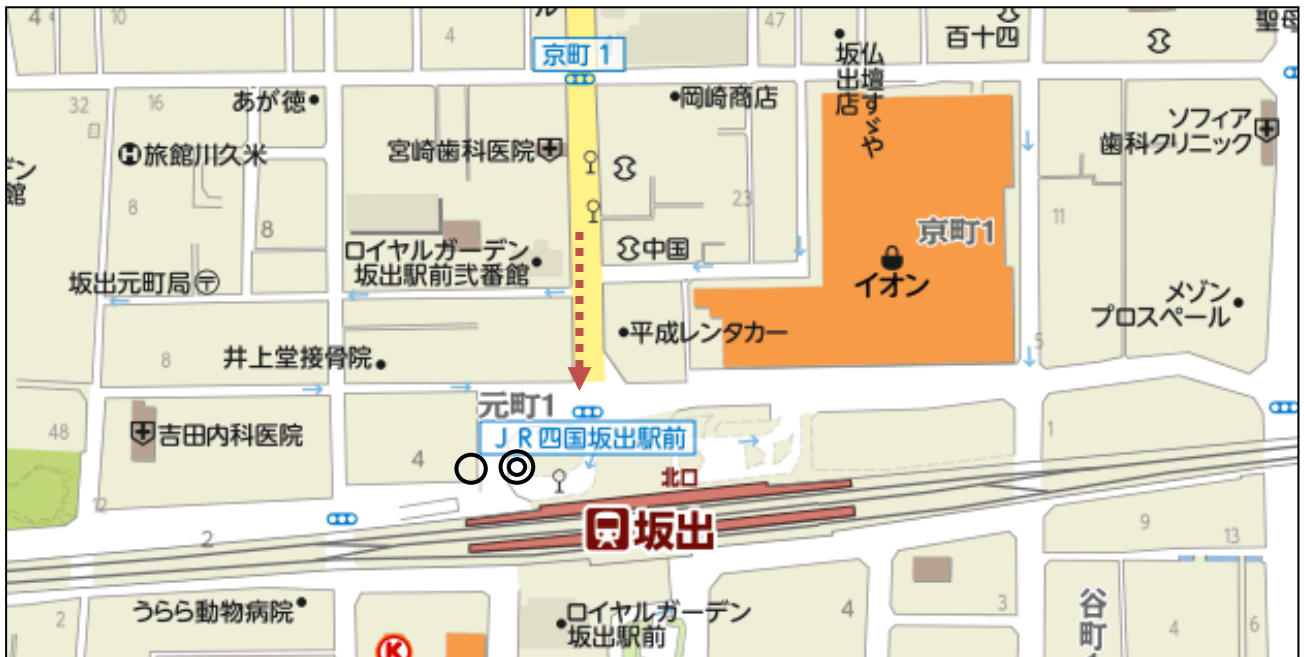 4
10
4
ル
47
百十四
聖母
京町 1
坂出店
仏壇すゞや
32
16
あが徳
岡崎商店
ソフィア
歯科クリニック
旅館川久米
宮崎歯科医院
館
8
8
23
11
京町1
ロイヤルガーデン
坂出駅前弐番館
中国
坂出元町局
イオン
メゾン
プロスペール
平成レンタカー
8
井上堂接骨院
5
元町1
48
吉田内科医院
4
JR四国坂出駅前
1
北口
12
2
坂出
9
13
うらら動物病院
ロイヤルガーデン
坂出駅前
2
K
4
3
谷町
4
6